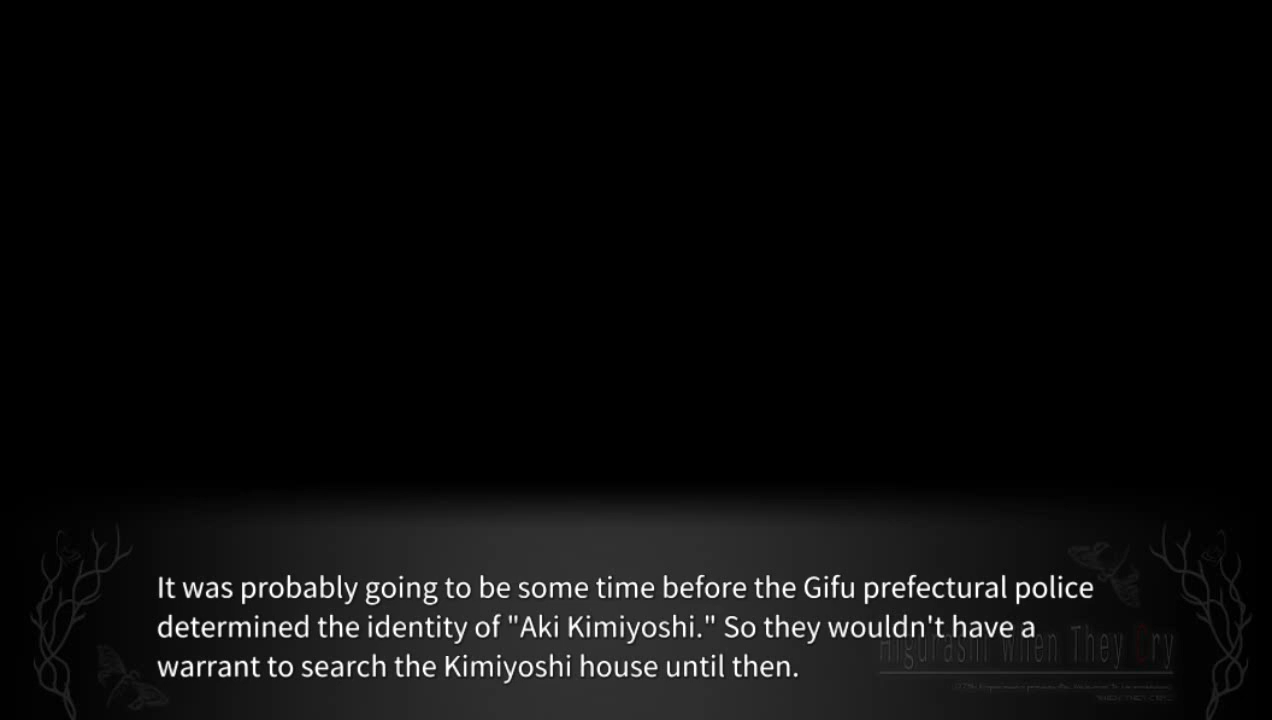 It was probably going to be some time before the Gifu prefectural police
determined the identity of "Aki Kimiyoshi." So they wouldn't have a
warrant to search the Kimiyoshi house until then.
Higurashi When They Cry